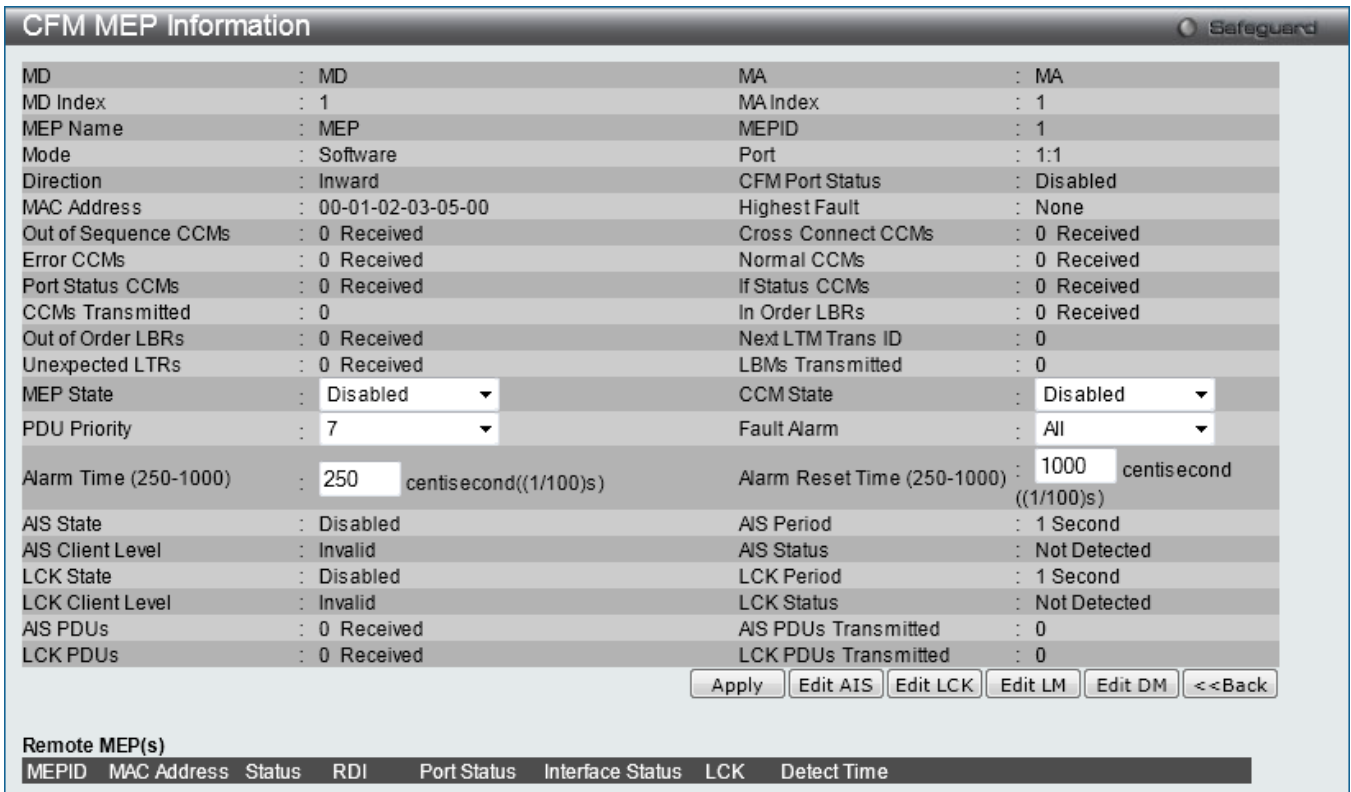 CFM MEP Information Safeguard
MD : MD MA : MA
MD Index : 1 MA Index : 1
MEP Name : MEP MEPID : 1
Mode : Software Port : 1:1
Direction : Inward CFM Port Status : Disabled
MAC Address : 00-01-02-03-05-00 Highest Fault : None
Out of Sequence CCMs : 0 Received Cross Connect CCMs : 0 Received
Error CCMs : 0 Received Normal CCMs : 0 Received
Port Status CCMs : 0 Received If Status CCMs : 0 Received
CCMs Transmitted : 0 In Order LBRs : 0 Received
Out of Order LBRs : 0 Received Next LTM Trans ID : 0
Unexpected LTRs : 0 Received LBMs Transmitted : 0
MEP State : Disabled CCM State : Disabled
PDU Priority : 7 Fault Alarm : All
Alarm Time (250-1000) : 250 centisecond((1/100)s) Alarm Reset Time (250-1000) : 1000 centisecond
((1/100)s)
AIS State : Disabled AIS Period : 1 Second
AIS Client Level : Invalid AIS Status : Not Detected
LCK State : Disabled LCK Period : 1 Second
LCK Client Level : Invalid LCK Status : Not Detected
AIS PDUs : 0 Received AIS PDUs Transmitted : 0
LCK PDUs : 0 Received LCK PDUs Transmitted : 0
Apply Edit AIS Edit LCK Edit LM Edit DM <<Back
Remote MEP(s)
MEPID MAC Address Status RDI Port Status Interface Status LCK Detect Time